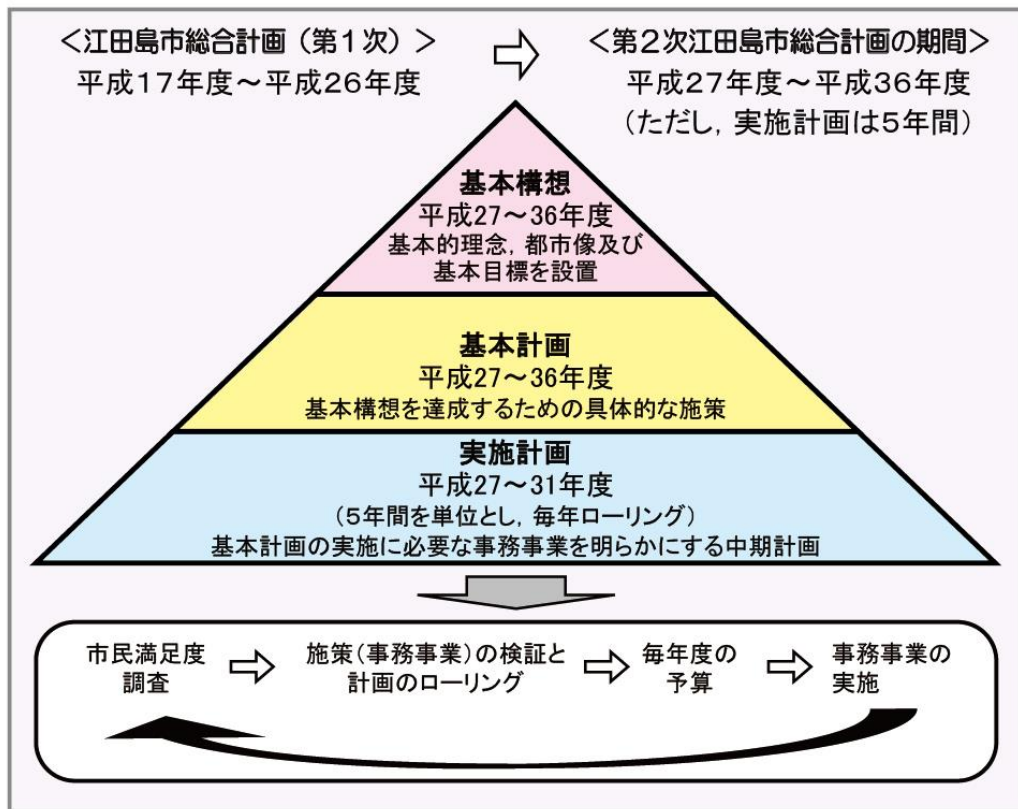 ＜江田島市総合計画（第１次）＞
平成１７年度～平成２６年度
＜第２次江田島市総合計画の期間＞
平成２７年度～平成３６年度
（ただし，実施計画は５年間）
基本構想
平成27～36年度
基本的理念，都市像及び
基本目標を設置
基本計画
平成27～36年度
基本構想を達成するための具体的な施策
実施計画
平成27～31年度
（５年間を単位とし，毎年ローリング）
基本計画の実施に必要な事務事業を明らかにする中期計画
市民満足度
調査
施策（事務事業）の検証と
計画のローリング
毎年度の
予算
事務事業の
実施